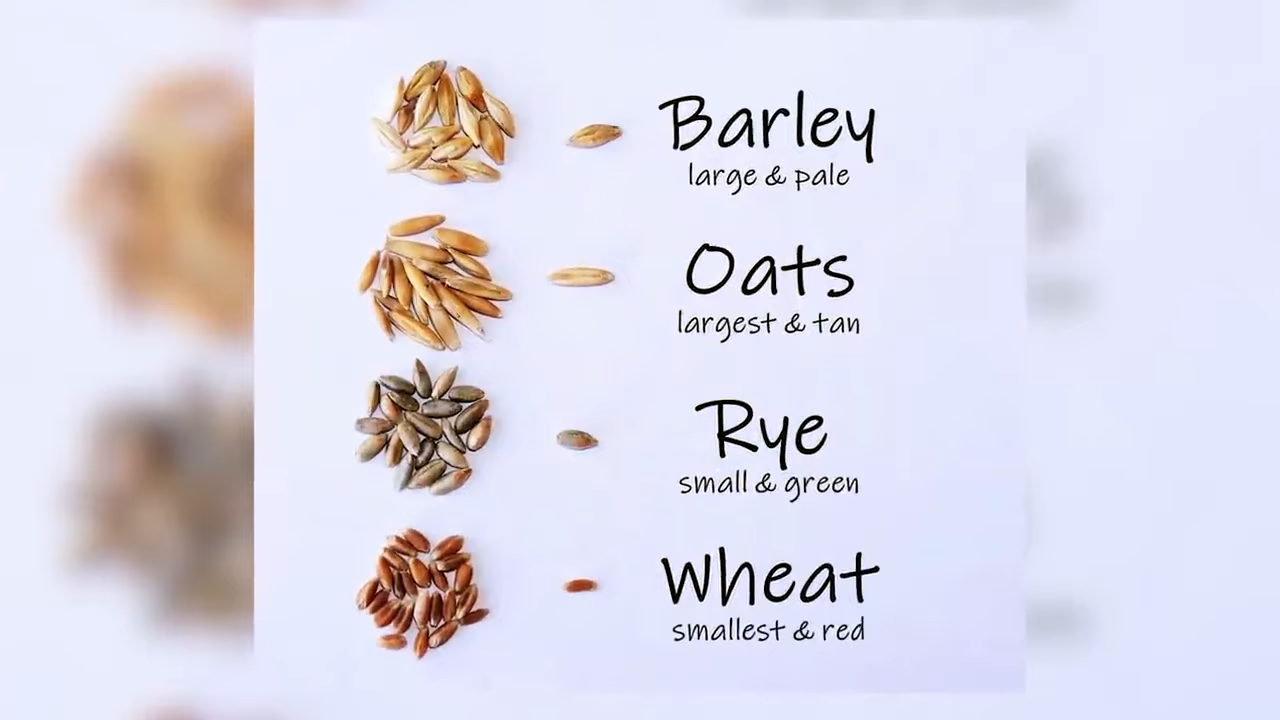 Barley
large & pale
Oats
largest & tan
Rye
small & green
Wheat
smallest & red